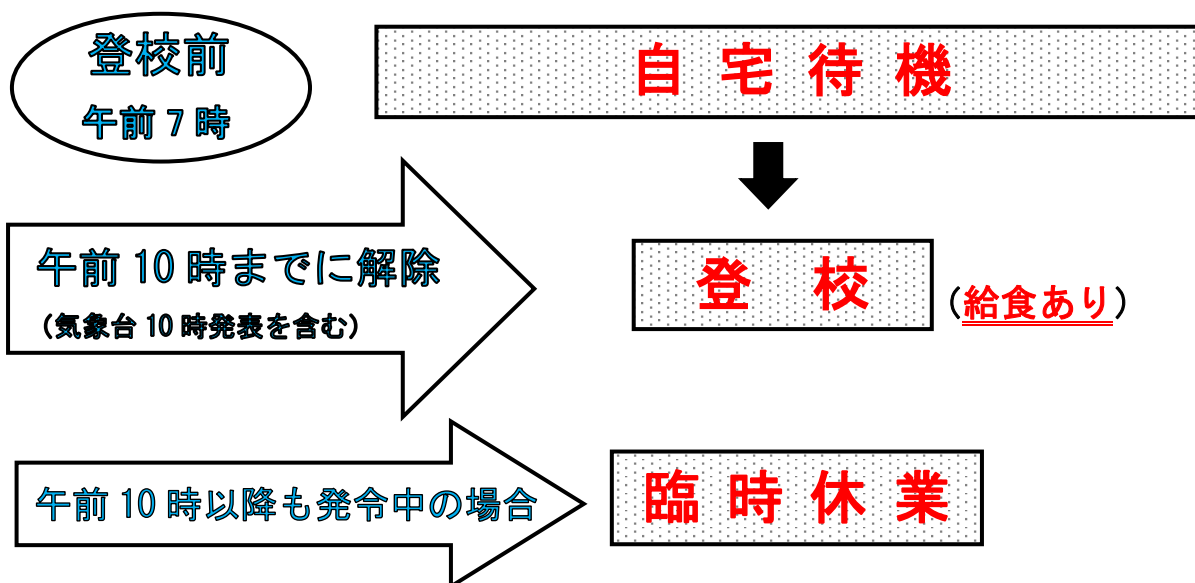 登校前
午前7時
自宅待機
午前10時までに解除
(気象台10時発表を含む)
登校
(給食あり)
午前10時以降も発令中の場合
臨時休業